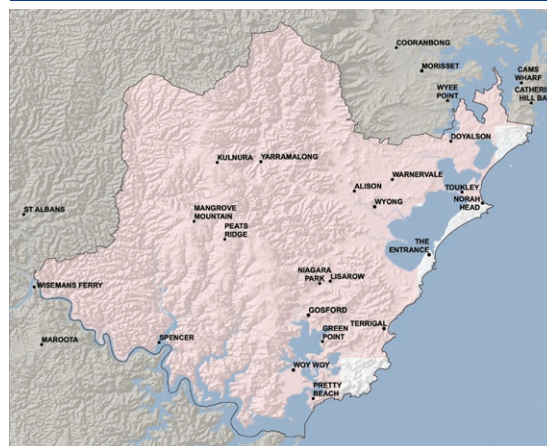 COORANBONG
MORISSET
CAMS
WHARF
WYEE
POINT
CATHERI
HILL BA
DOYALSON
KULNURA
YARRAMALONG
WARNERVALE
ALISON
TOUKLEY
WYONG
NORAH
HEAD
ST ALBANS
MANGROVE
MOUNTAIN
PEATS
RIDGE
THE
ENTRANCE
NIAGARA
PARK
LISAROW
WISEMANS FERRY
GOSFORD
TERRIGAL
GREEN
POINT
MAROOTA
SPENCER
WOY WOY
PRETTY
BEACH